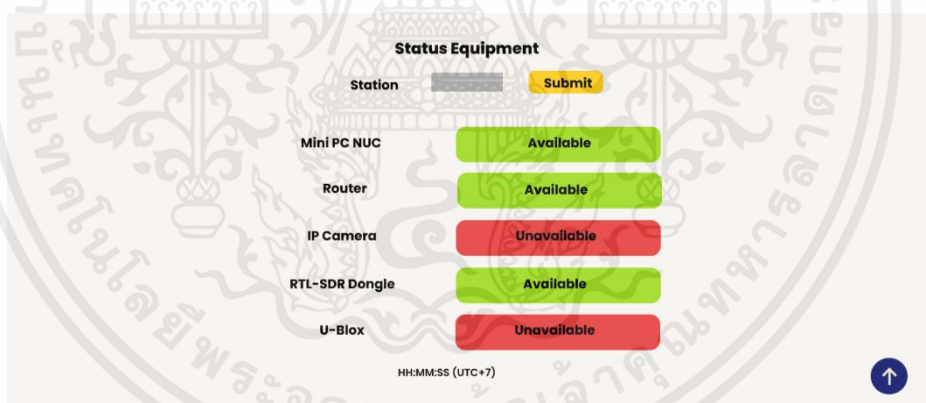 Status Equipment
Station Submit
Mini PC NUC Available
Router Available
IP Camera Unavailable
RTL-SDR Dongle Available
U-Blox Unavailable
HH:MM:SS (UTC+7)